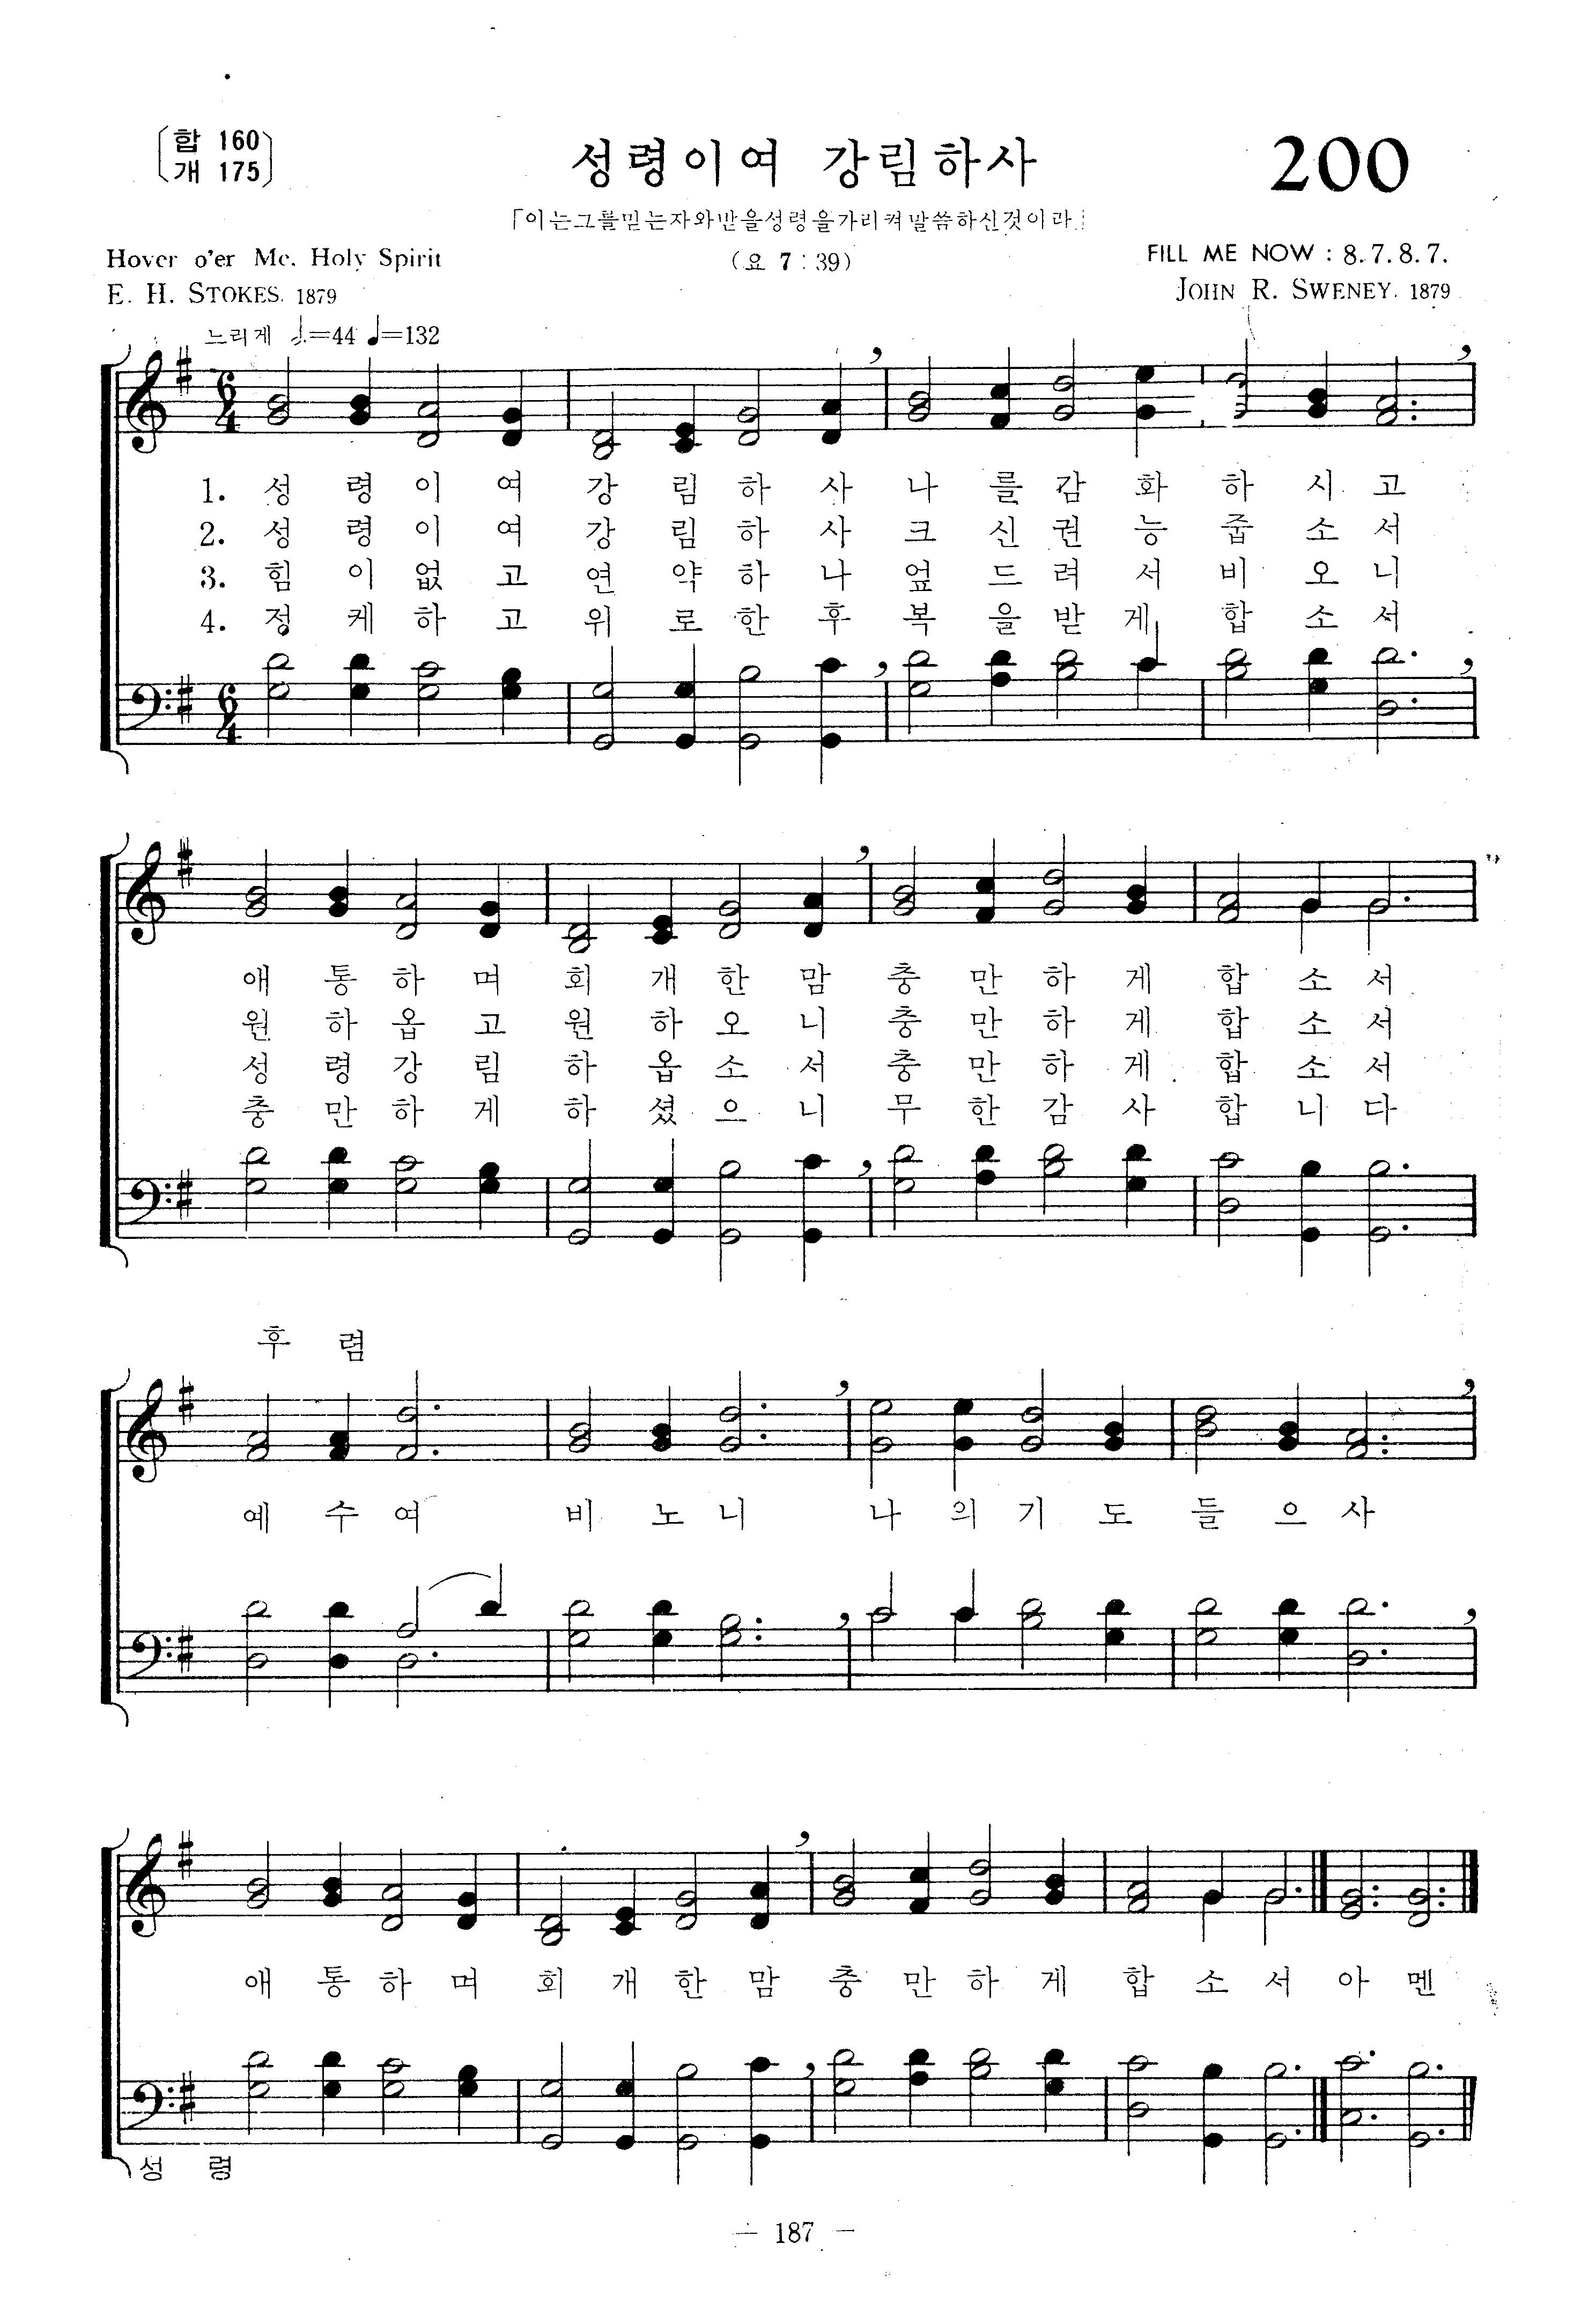 합 160
개 175
성령이여 강림하사
200
「이는그를믿는자와받을성령을가리켜말씀하신것이라」
(요 7 : 39)
Hover o'er Me. Holy Spirit
E. H. STOKES. 1879
FILL ME NOW : 8.7.8.7.
JOHN R. SWENEY. 1879
느리게 𝅗𝅥.=44 ♩=132
6 4
1. 성 령 이 여 강 림 하 사 나 를 감 화 하 시 고
2. 성 령 이 여 강 림 하 사 크 신 권 능 줍 소 서
3. 힘 이 없 고 연 약 하 나 엎 드 려 서 비 오 니
4. 정 케 하 고 위 로 한 후 복 을 받 게 합 소 서
6 4
애 통 하 며 회 개 한 맘 충 만 하 게 합 소 서
원 하 옵 고 원 하 오 니 충 만 하 게 합 소 서
성 령 강 림 하 옵 소 서 충 만 하 게 합 소 서
충 만 하 게 하 셨 으 니 무 한 감 사 합 니 다
후 렴
예 수 여 비 노 니 나 의 기 도 들 으 사
애 통 하 며 회 개 한 맘 충 만 하 게 합 소 서 아 멘
성 령
— 187 —